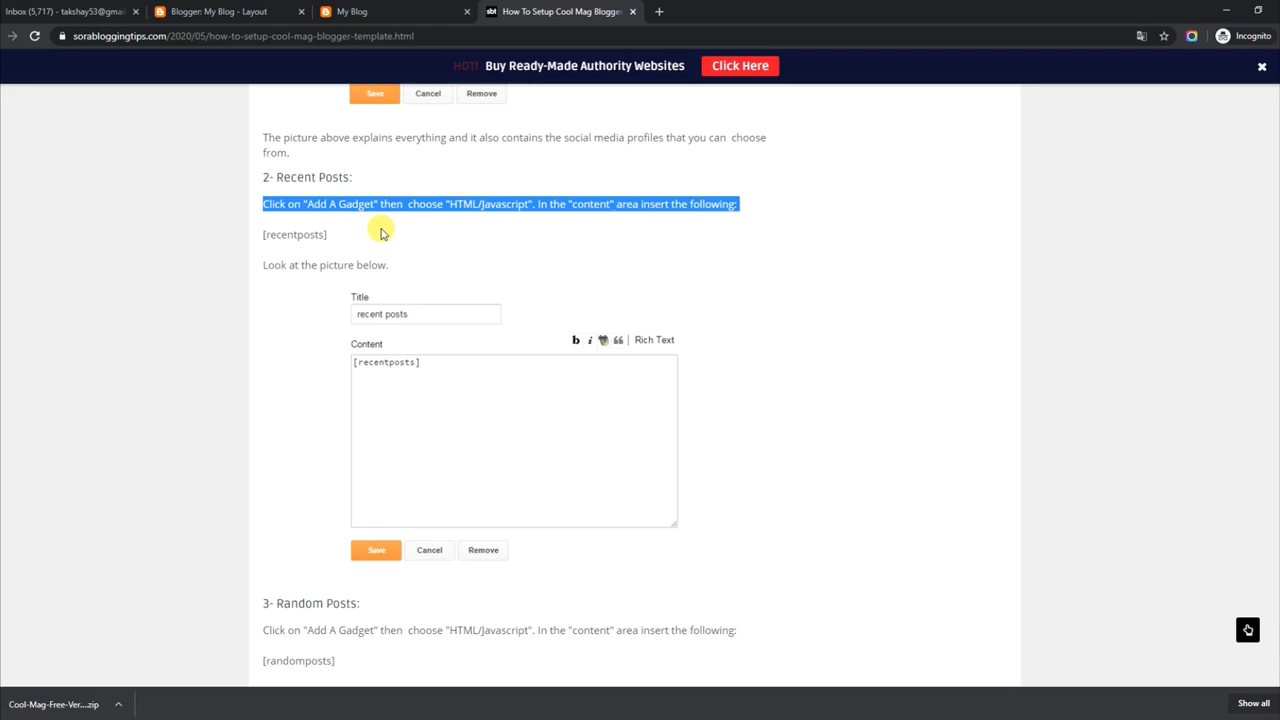 Inbox (5,717) - takshay53@gmai
Blogger: My Blog - Layout
My Blog
sbt
How To Setup Cool Mag Blogger
sorabloggingtips.com/2020/05/how-to-setup-cool-mag-blogger-template.html
Incognito
HOT! Buy Ready-Made Authority Websites Click Here
Save Cancel Remove
The picture above explains everything and it also contains the social media profiles that you can choose
from.
2- Recent Posts:
Click on "Add A Gadget" then choose "HTML/Javascript". In the "content" area insert the following:
[recentposts]
Look at the picture below.
Title
recent posts
Content
b i Rich Text
[recentposts]
Save Cancel Remove
3- Random Posts:
Click on "Add A Gadget" then choose "HTML/Javascript". In the "content" area insert the following:
[randomposts]
Cool-Mag-Free-Ver....zip
Show all